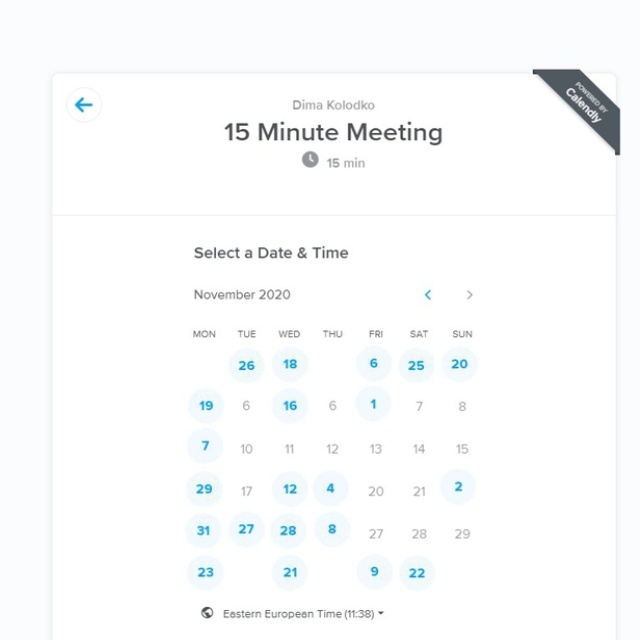 POWERED BY
Calendly
Dima Kolodko
15 Minute Meeting
15 min
Select a Date & Time
November 2020
MON TUE WED THU FRI SAT SUN
26 18 6 25 20
19 6 16 6 1 7 8
7 10 11 12 13 14 15
29 17 12 4 20 21 2
31 27 28 8 27 28 29
23 21 9 22
Eastern European Time (11:38)